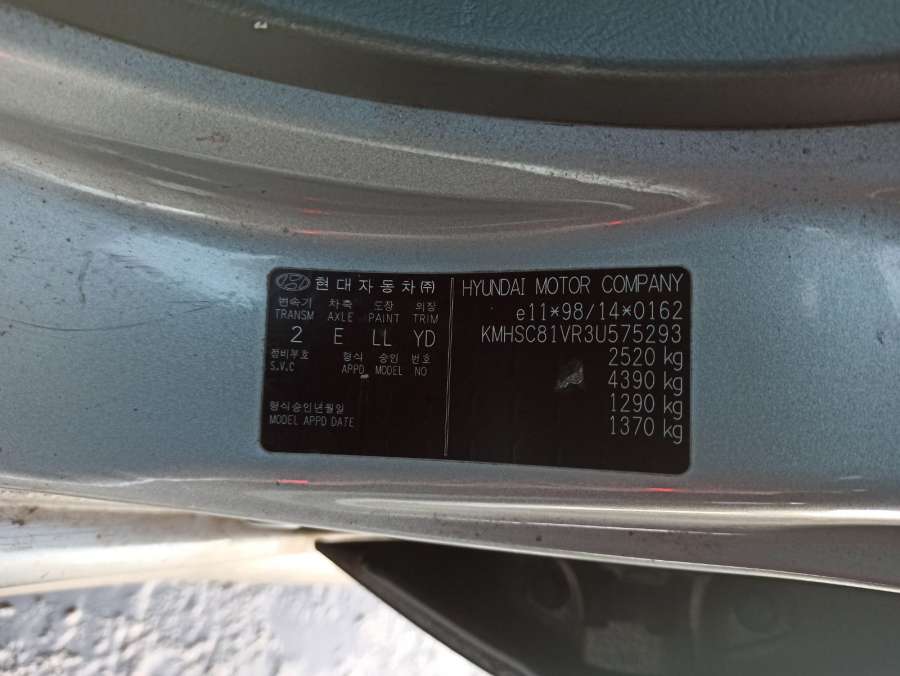 현대자동차㈜
변속기 차축 도장 의장
TRANSM AXLE PAINT TRIM
2 E LL YD
정비부호 형식 승인 번호
S.V.C APPD MODEL NO
형식승인년월일
MODEL APPD DATE
HYUNDAI MOTOR COMPANY
e11*98/14*0162
KMHSC81VR3U575293
2520 kg
4390 kg
1290 kg
1370 kg